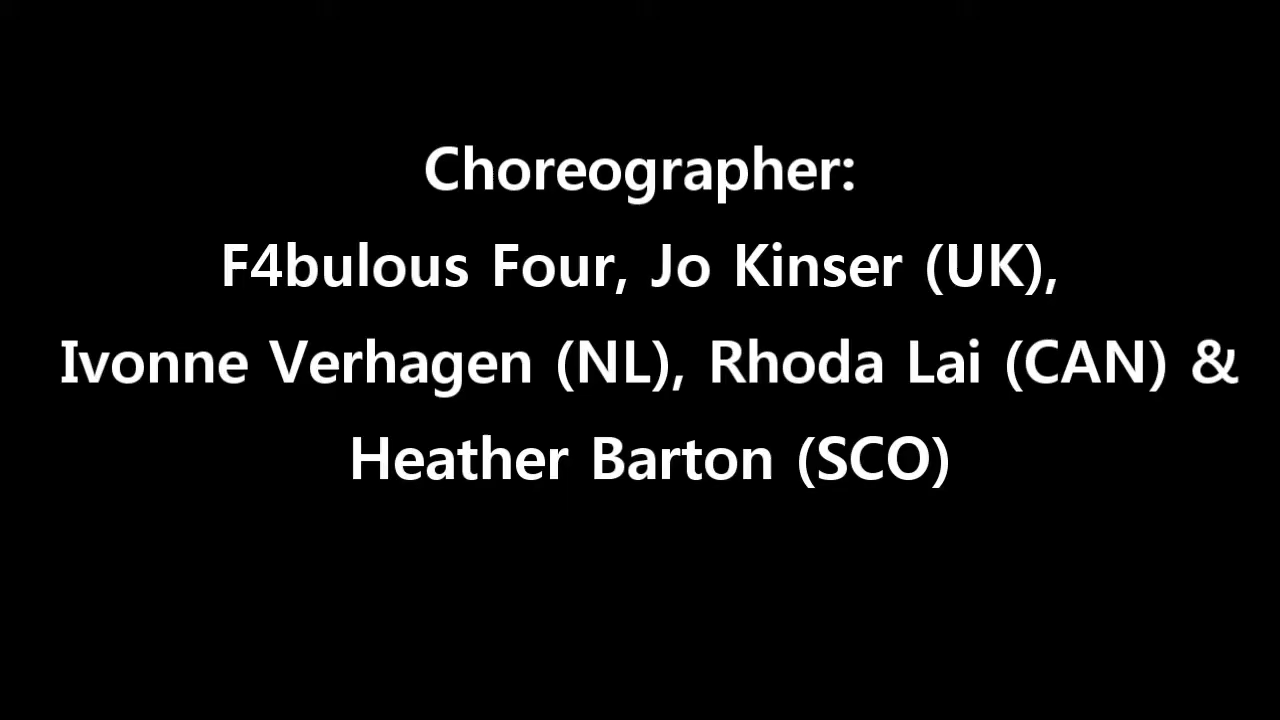 Choreographer:
F4bulous Four, Jo Kinser (UK),
Ivonne Verhagen (NL), Rhoda Lai (CAN) &
Heather Barton (SCO)